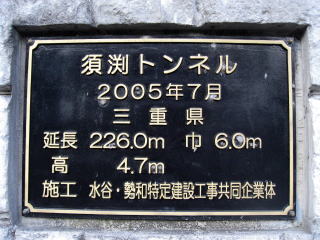 須渕トンネル
2005年7月
三重県
延長 226.0m 巾 6.0m
高 4.7m
施工 水谷・勢和特定建設工事共同企業体